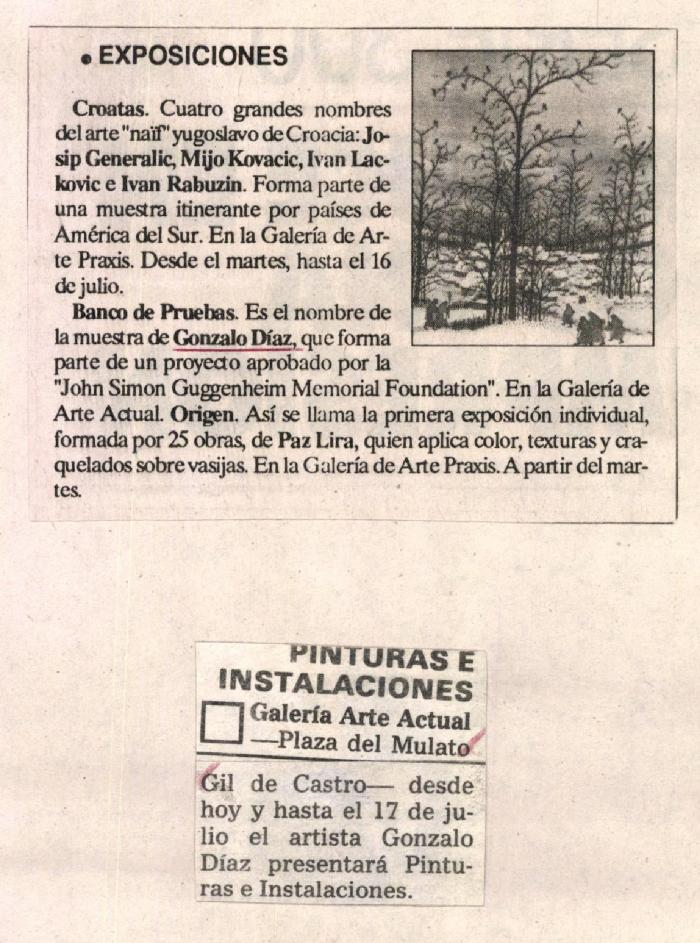 • EXPOSICIONES
Croatas. Cuatro grandes nombres
del arte "naïf" yugoslavo de Croacia: Jo-
sip Generalic, Mijo Kovacic, Ivan Lac-
kovic e Ivan Rabuzin. Forma parte de
una muestra itinerante por países de
América del Sur. En la Galería de Ar-
te Praxis. Desde el martes, hasta el 16
de julio.
Banco de Pruebas. Es el nombre de
la muestra de Gonzalo Díaz, que forma
parte de un proyecto aprobado por la
"John Simon Guggenheim Memorial Foundation". En la Galería de
Arte Actual. Origen. Así se llama la primera exposición individual,
formada por 25 obras, de Paz Lira, quien aplica color, texturas y cra-
quelados sobre vasijas. En la Galería de Arte Praxis. A partir del mar-
tes.
PINTURAS E
INSTALACIONES
Galería Arte Actual
—Plaza del Mulato
Gil de Castro— desde
hoy y hasta el 17 de ju-
lio el artista Gonzalo
Díaz presentará Pintu-
ras e Instalaciones.